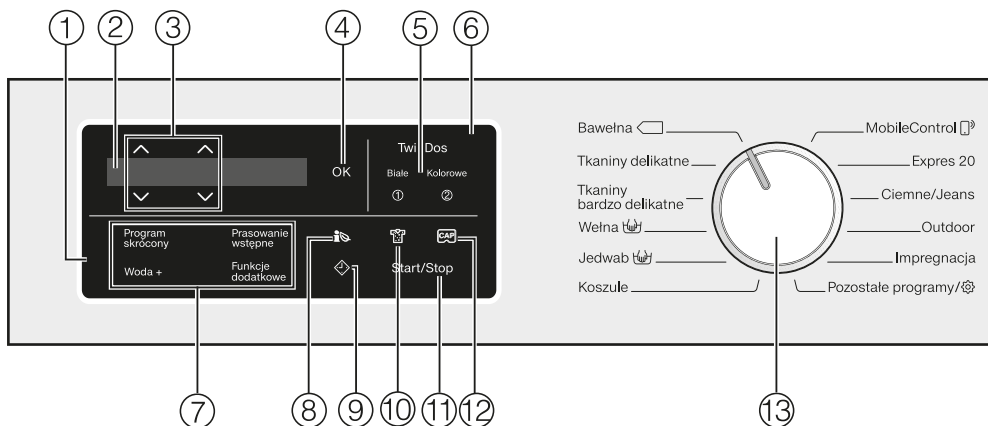 ① ② ③ ④ ⑤ ⑥
Twi Dos
OK
Białe Kolorowe
① ②
Program
skrócony
Prasowanie
wstępne
Woda +
Funkcje
dodatkowe
CAP
Start/Stop
Bawełna
Tkaniny delikatne
Tkaniny
bardzo delikatne
Wełna
Jedwab
Koszule
MobileControl
Expres 20
Ciemne/Jeans
Outdoor
Impregnacja
Pozostałe programy/
⑦ ⑧ ⑨ ⑩ ⑪ ⑫ ⑬